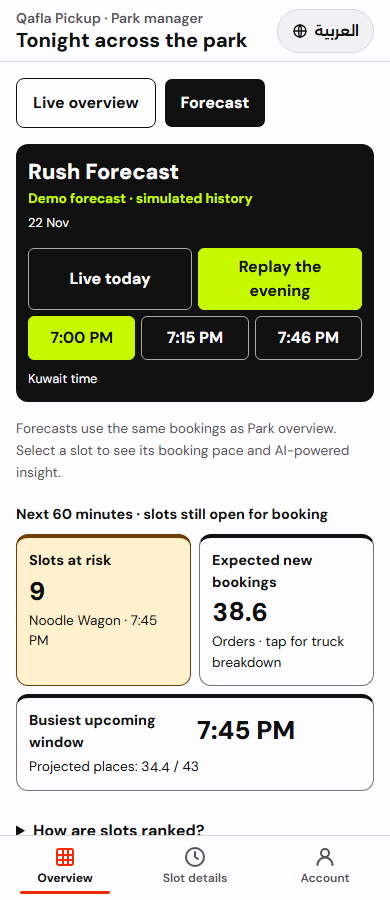 Qafla Pickup · Park manager
Tonight across the park
العربية
Live overview
Forecast
Rush Forecast
Demo forecast · simulated history
22 Nov
Live today
Replay the
evening
7:00 PM
7:15 PM
7:46 PM
Kuwait time
Forecasts use the same bookings as Park overview.
Select a slot to see its booking pace and AI-powered
insight.
Next 60 minutes · slots still open for booking
Slots at risk
9
Noodle Wagon · 7:45
PM
Expected new
bookings
38.6
Orders · tap for truck
breakdown
Busiest upcoming
window
7:45 PM
Projected places: 34.4 / 43
How are slots ranked?
Overview
Slot details
Account